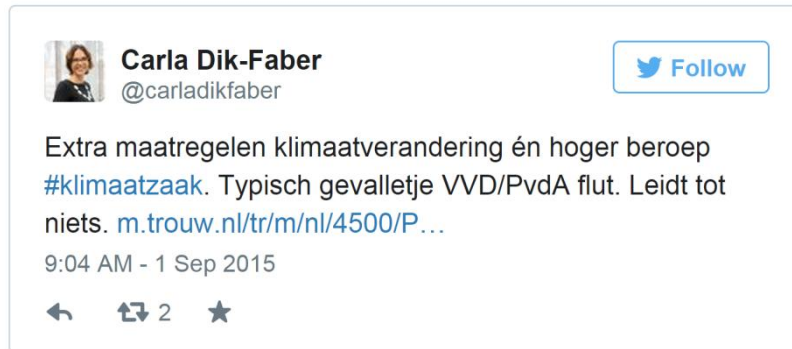 Carla Dik-Faber
@carladikfaber
Follow
Extra maatregelen klimaatverandering én hoger beroep
#klimaatzaak. Typisch gevalletje VVD/PvdA flut. Leidt tot
niets. m.trouw.nl/tr/m/nl/4500/P…
9:04 AM - 1 Sep 2015
2